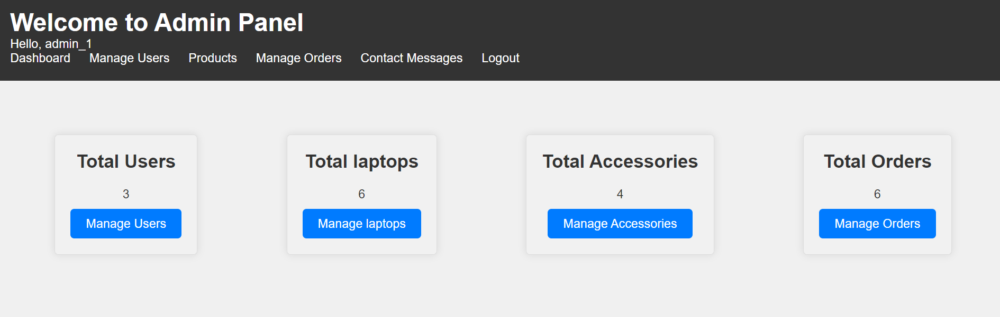 Welcome to Admin Panel
Hello, admin_1
Dashboard Manage Users Products Manage Orders Contact Messages Logout
Total Users
3
Manage Users
Total laptops
6
Manage laptops
Total Accessories
4
Manage Accessories
Total Orders
6
Manage Orders